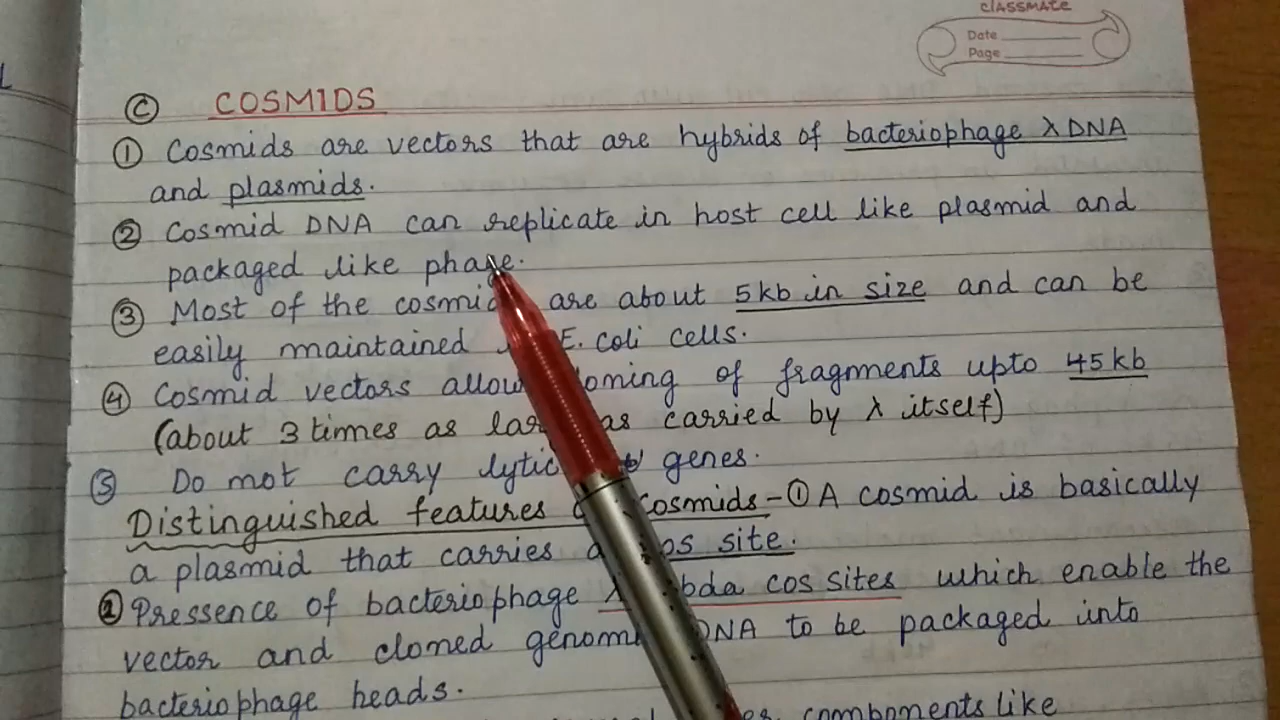 classmate
Date
Page
C COSMIDS
1 Cosmids are vectors that are hybrids of bacteriophage λ DNA
and plasmids.
2 Cosmid DNA can replicate in host cell like plasmid and
packaged like phage.
3 Most of the cosmid are about 5kb in size and can be
easily maintained E. coli cells.
4 Cosmid vectors allow of fragments upto 45kb
(about 3 times as as carried by λ itself)
5 Do not carry lytic genes.
Distinguished features cosmids - 1 A cosmid is basically
a plasmid that carries a site.
2 Pressence of bacteriophage cos sites which enable the
vector and cloned DNA to be packaged into
bacteriophage heads.
components like